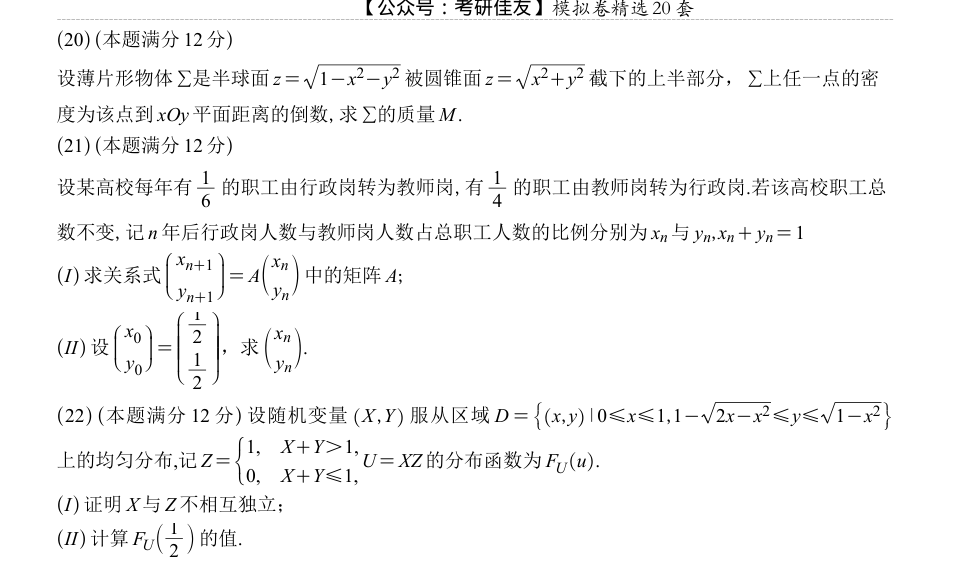 【公众号：考研佳友】模拟卷精选20套
(20) (本题满分12分)
设薄片形物体∑是半球面z=√(1−x²−y²) 被圆锥面z=√(x²+y²) 截下的上半部分，∑上任一点的密
度为该点到xOy平面距离的倒数, 求∑的质量M.
(21) (本题满分12分)
设某高校每年有 1/6 的职工由行政岗转为教师岗, 有 1/4 的职工由教师岗转为行政岗.若该高校职工总
数不变, 记n年后行政岗人数与教师岗人数占总职工人数的比例分别为xₙ与yₙ,xₙ+yₙ=1
(I) 求关系式 (xₙ₊₁ yₙ₊₁) = A (xₙ yₙ) 中的矩阵A;
(II) 设 (x₀ y₀) = (1/2 1/2)，求 (xₙ yₙ).
(22) (本题满分12分) 设随机变量 (X,Y) 服从区域D={(x,y)|0≤x≤1,1−√(2x−x²)≤y≤√(1−x²)}
上的均匀分布,记Z={1, X+Y>1, 0, X+Y≤1, U=XZ的分布函数为F_U(u).
(I) 证明X与Z不相互独立；
(II) 计算F_U(1/2)的值.